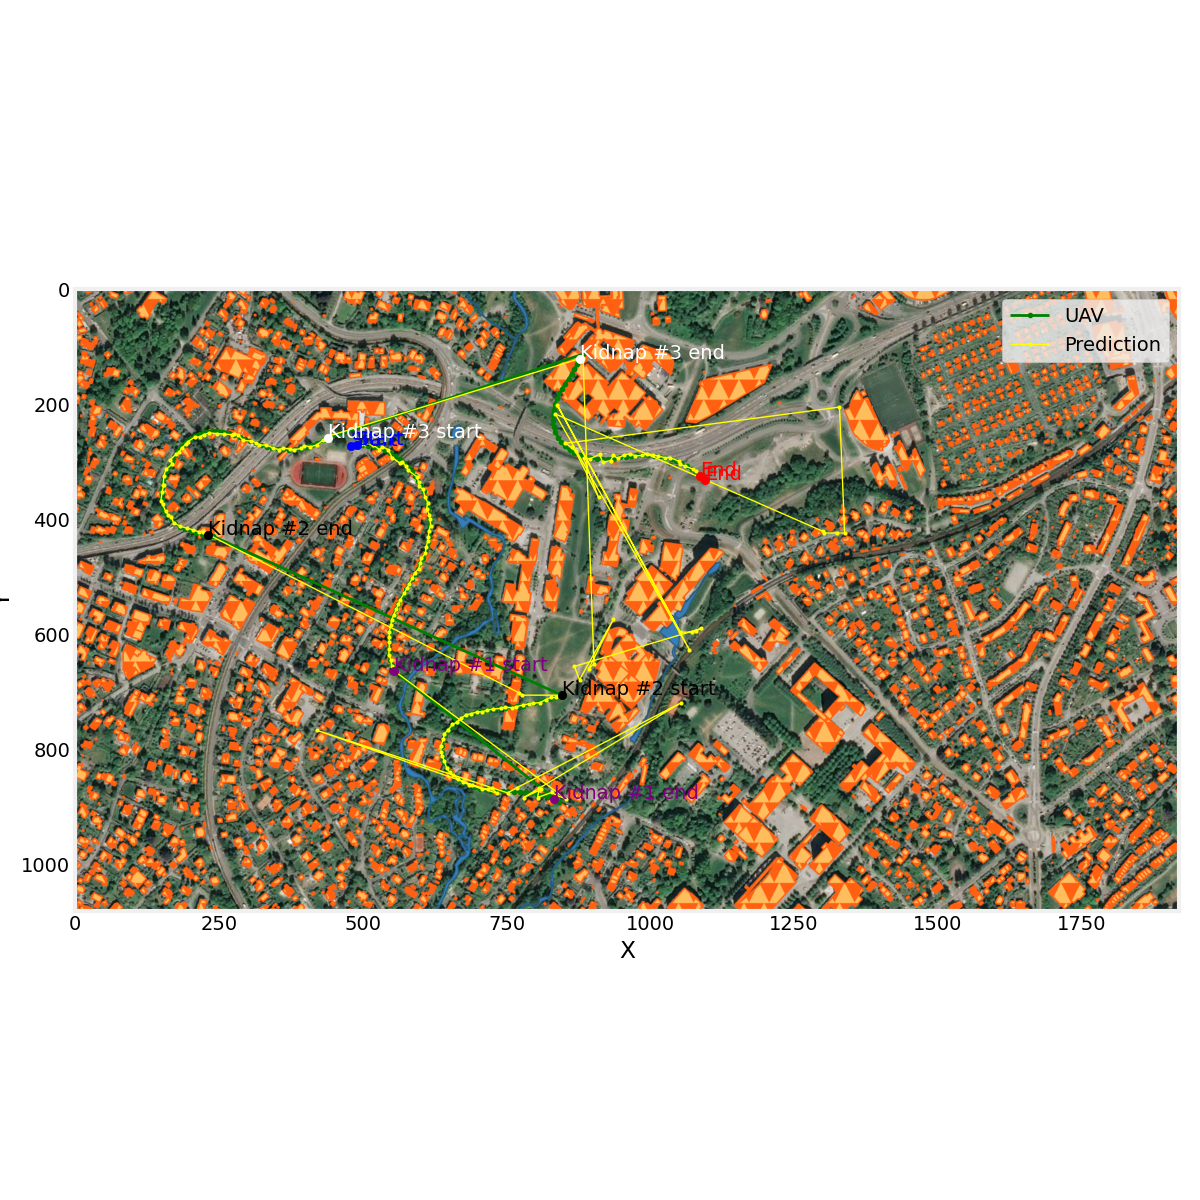 0
200
400
600
800
1000
0
250
500
750
1000
1250
1500
1750
X
UAV
Prediction
Kidnap #3 end
Kidnap #3 start
End
End
Kidnap #2 end
Kidnap #1 start
Kidnap #2 start
Kidnap #1 end